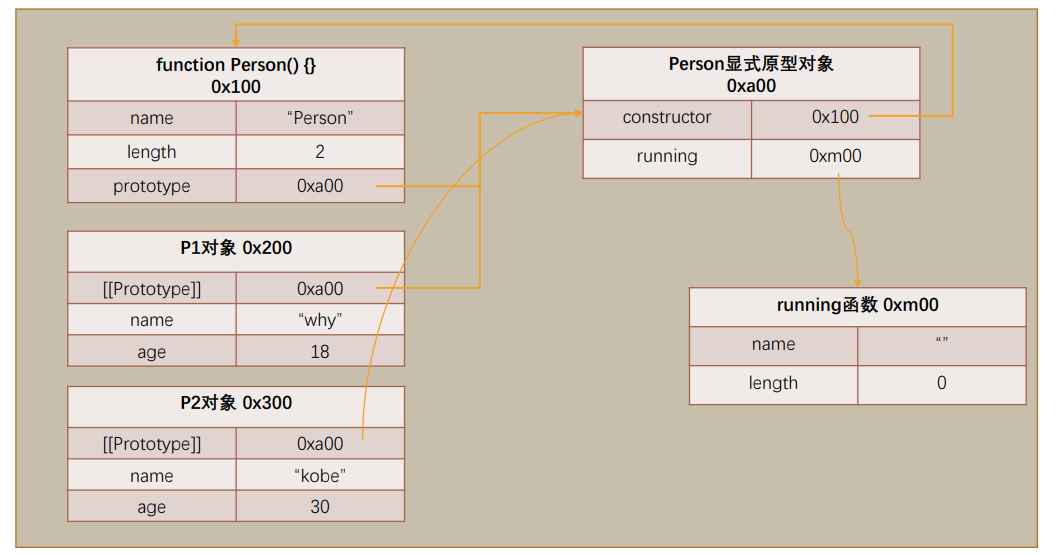 function Person() {}
0x100
name “Person”
length 2
prototype 0xa00
P1对象 0x200
[[Prototype]] 0xa00
name “why”
age 18
P2对象 0x300
[[Prototype]] 0xa00
name “kobe”
age 30
Person显式原型对象
0xa00
constructor 0x100
running 0xm00
running函数 0xm00
name “”
length 0